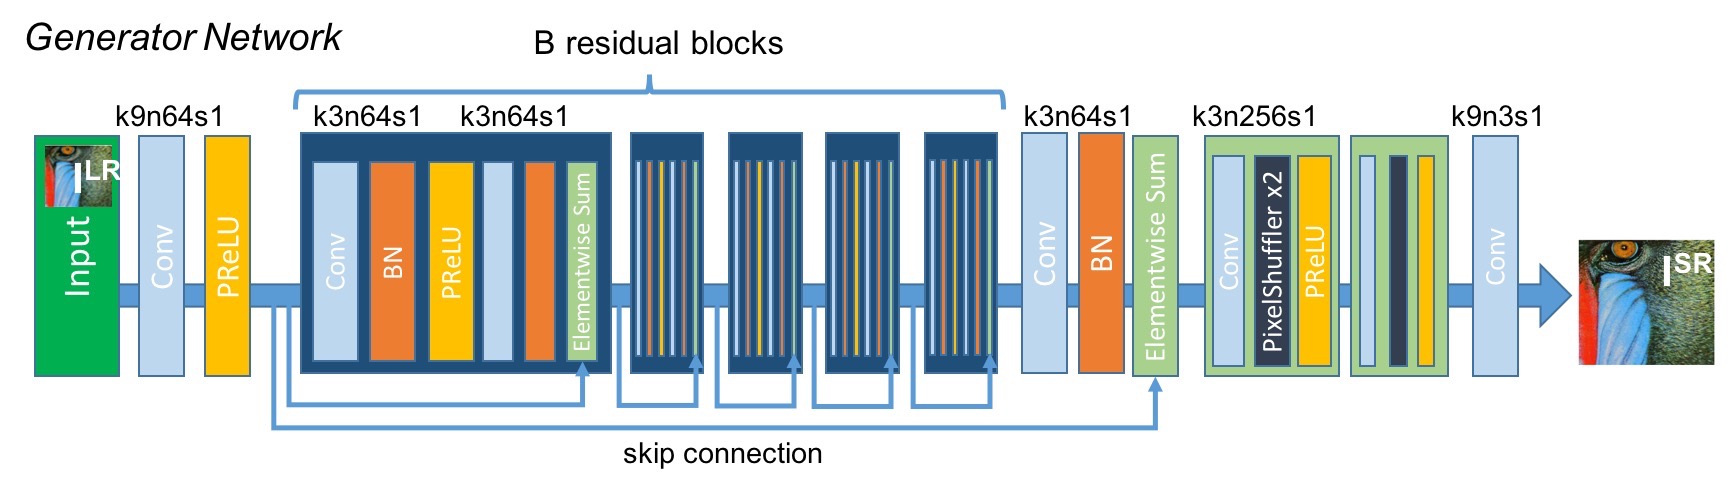 Generator Network
B residual blocks
k9n64s1
k3n64s1
k3n64s1
k3n64s1
k3n256s1
k9n3s1
I^LR
Input
Conv
PReLU
Conv
BN
PReLU
Elementwise Sum
Conv
BN
Elementwise Sum
Conv
PixelShuffler x2
PReLU
Conv
I^SR
skip connection